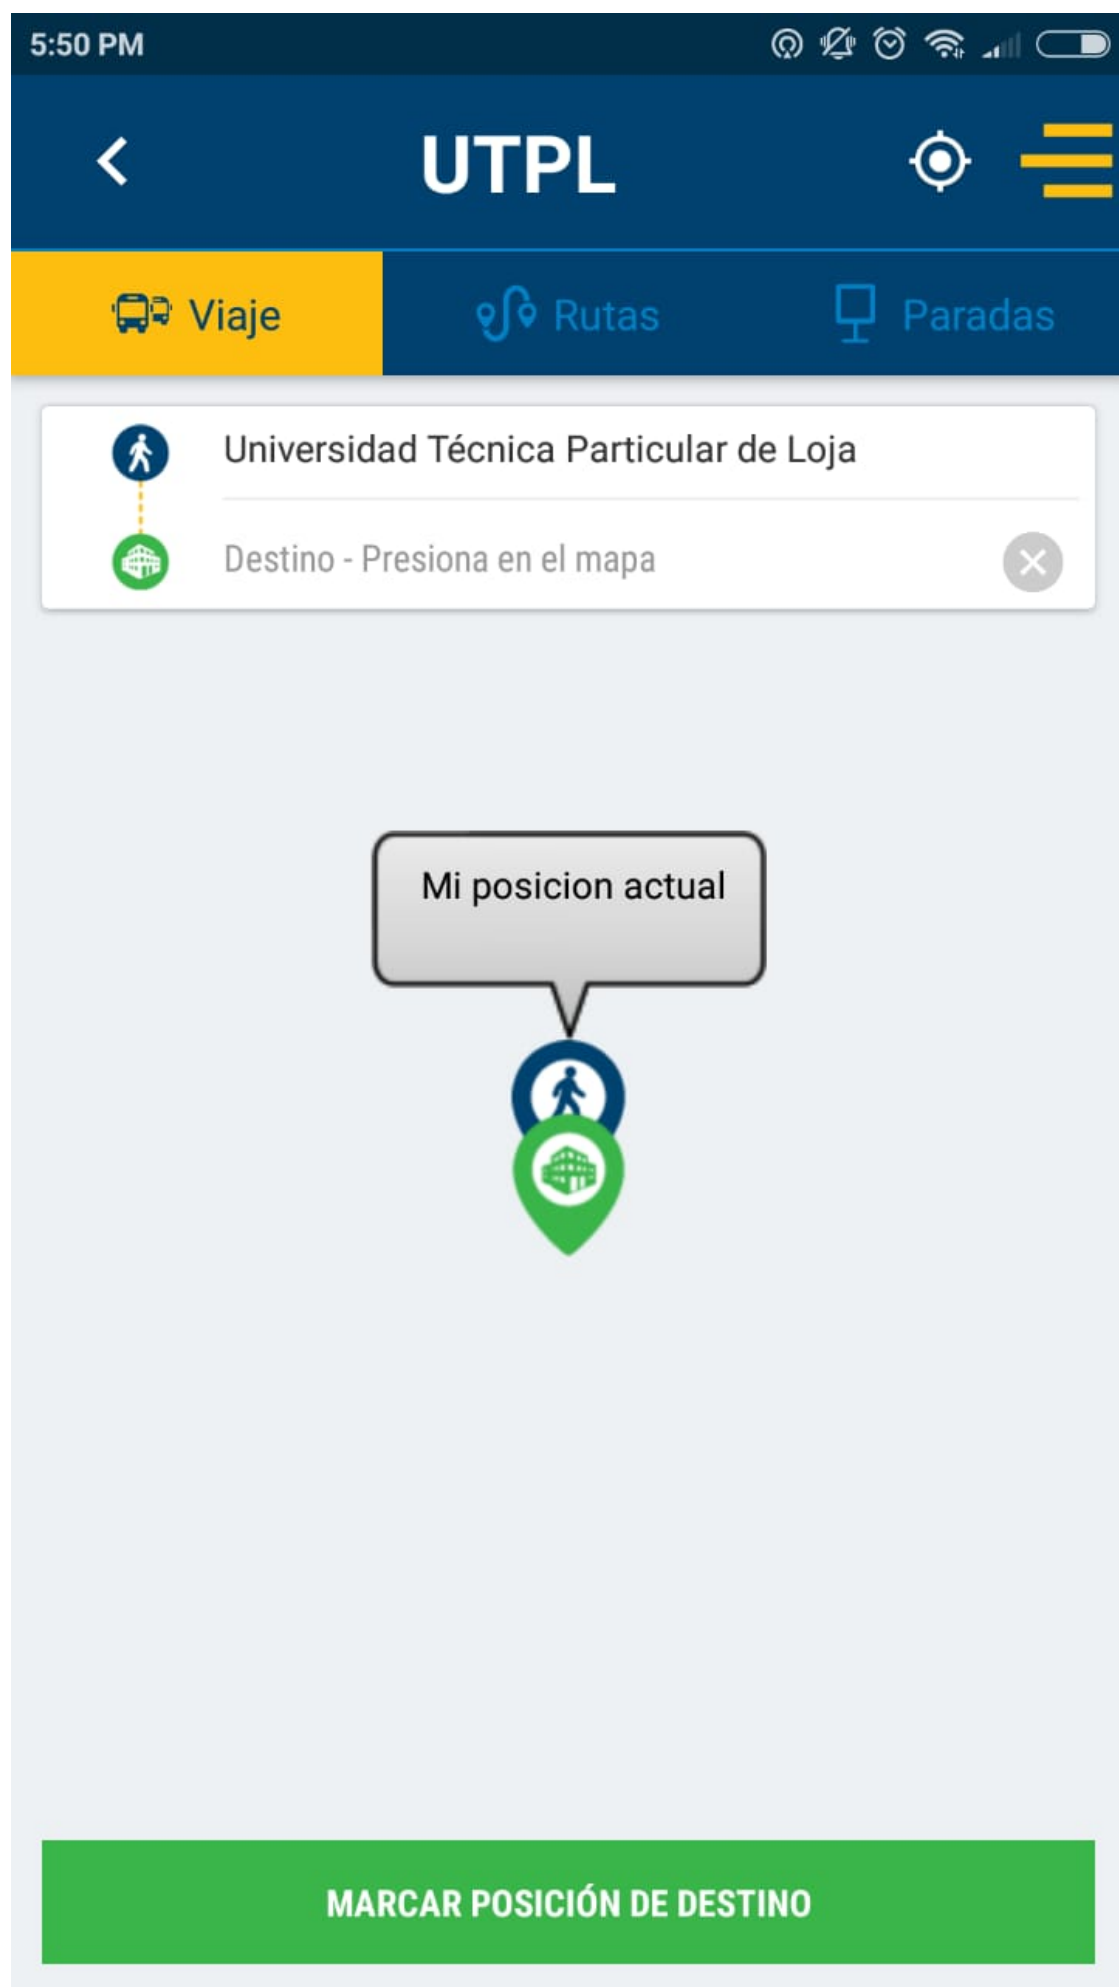 5:50 PM
UTPL
Viaje
Rutas
Paradas
Universidad Técnica Particular de Loja
Destino - Presiona en el mapa
Mi posicion actual
MARCAR POSICIÓN DE DESTINO